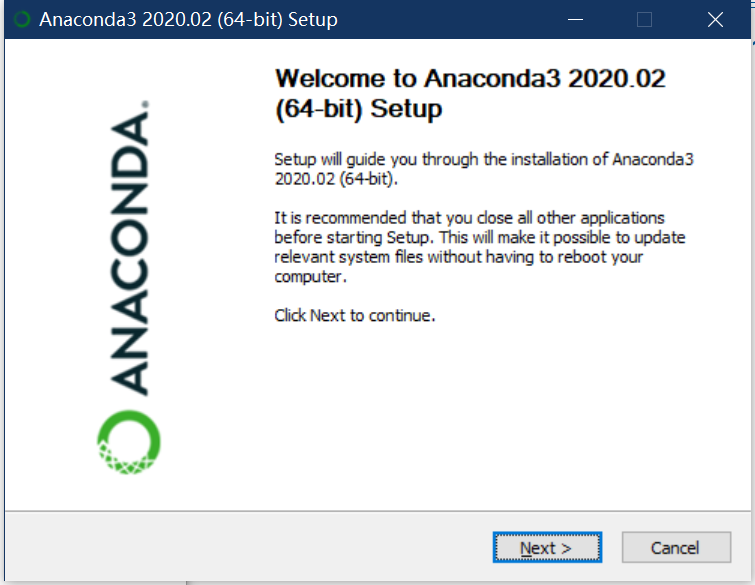 Anaconda3 2020.02 (64-bit) Setup
ANACONDA.
Welcome to Anaconda3 2020.02
(64-bit) Setup
Setup will guide you through the installation of Anaconda3
2020.02 (64-bit).
It is recommended that you close all other applications
before starting Setup. This will make it possible to update
relevant system files without having to reboot your
computer.
Click Next to continue.
Next >
Cancel